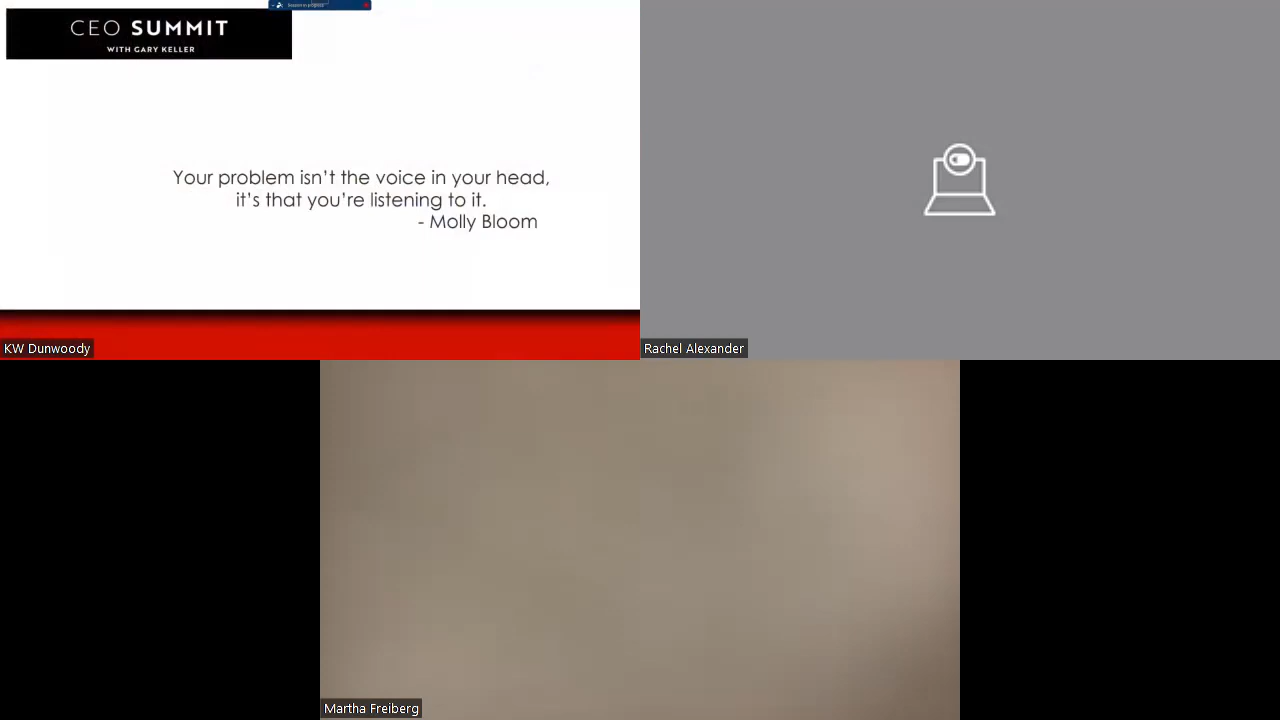 CEO SUMMIT
WITH GARY KELLER
Your problem isn't the voice in your head,
it's that you're listening to it.
- Molly Bloom
KW Dunwoody
Rachel Alexander
Martha Freiberg